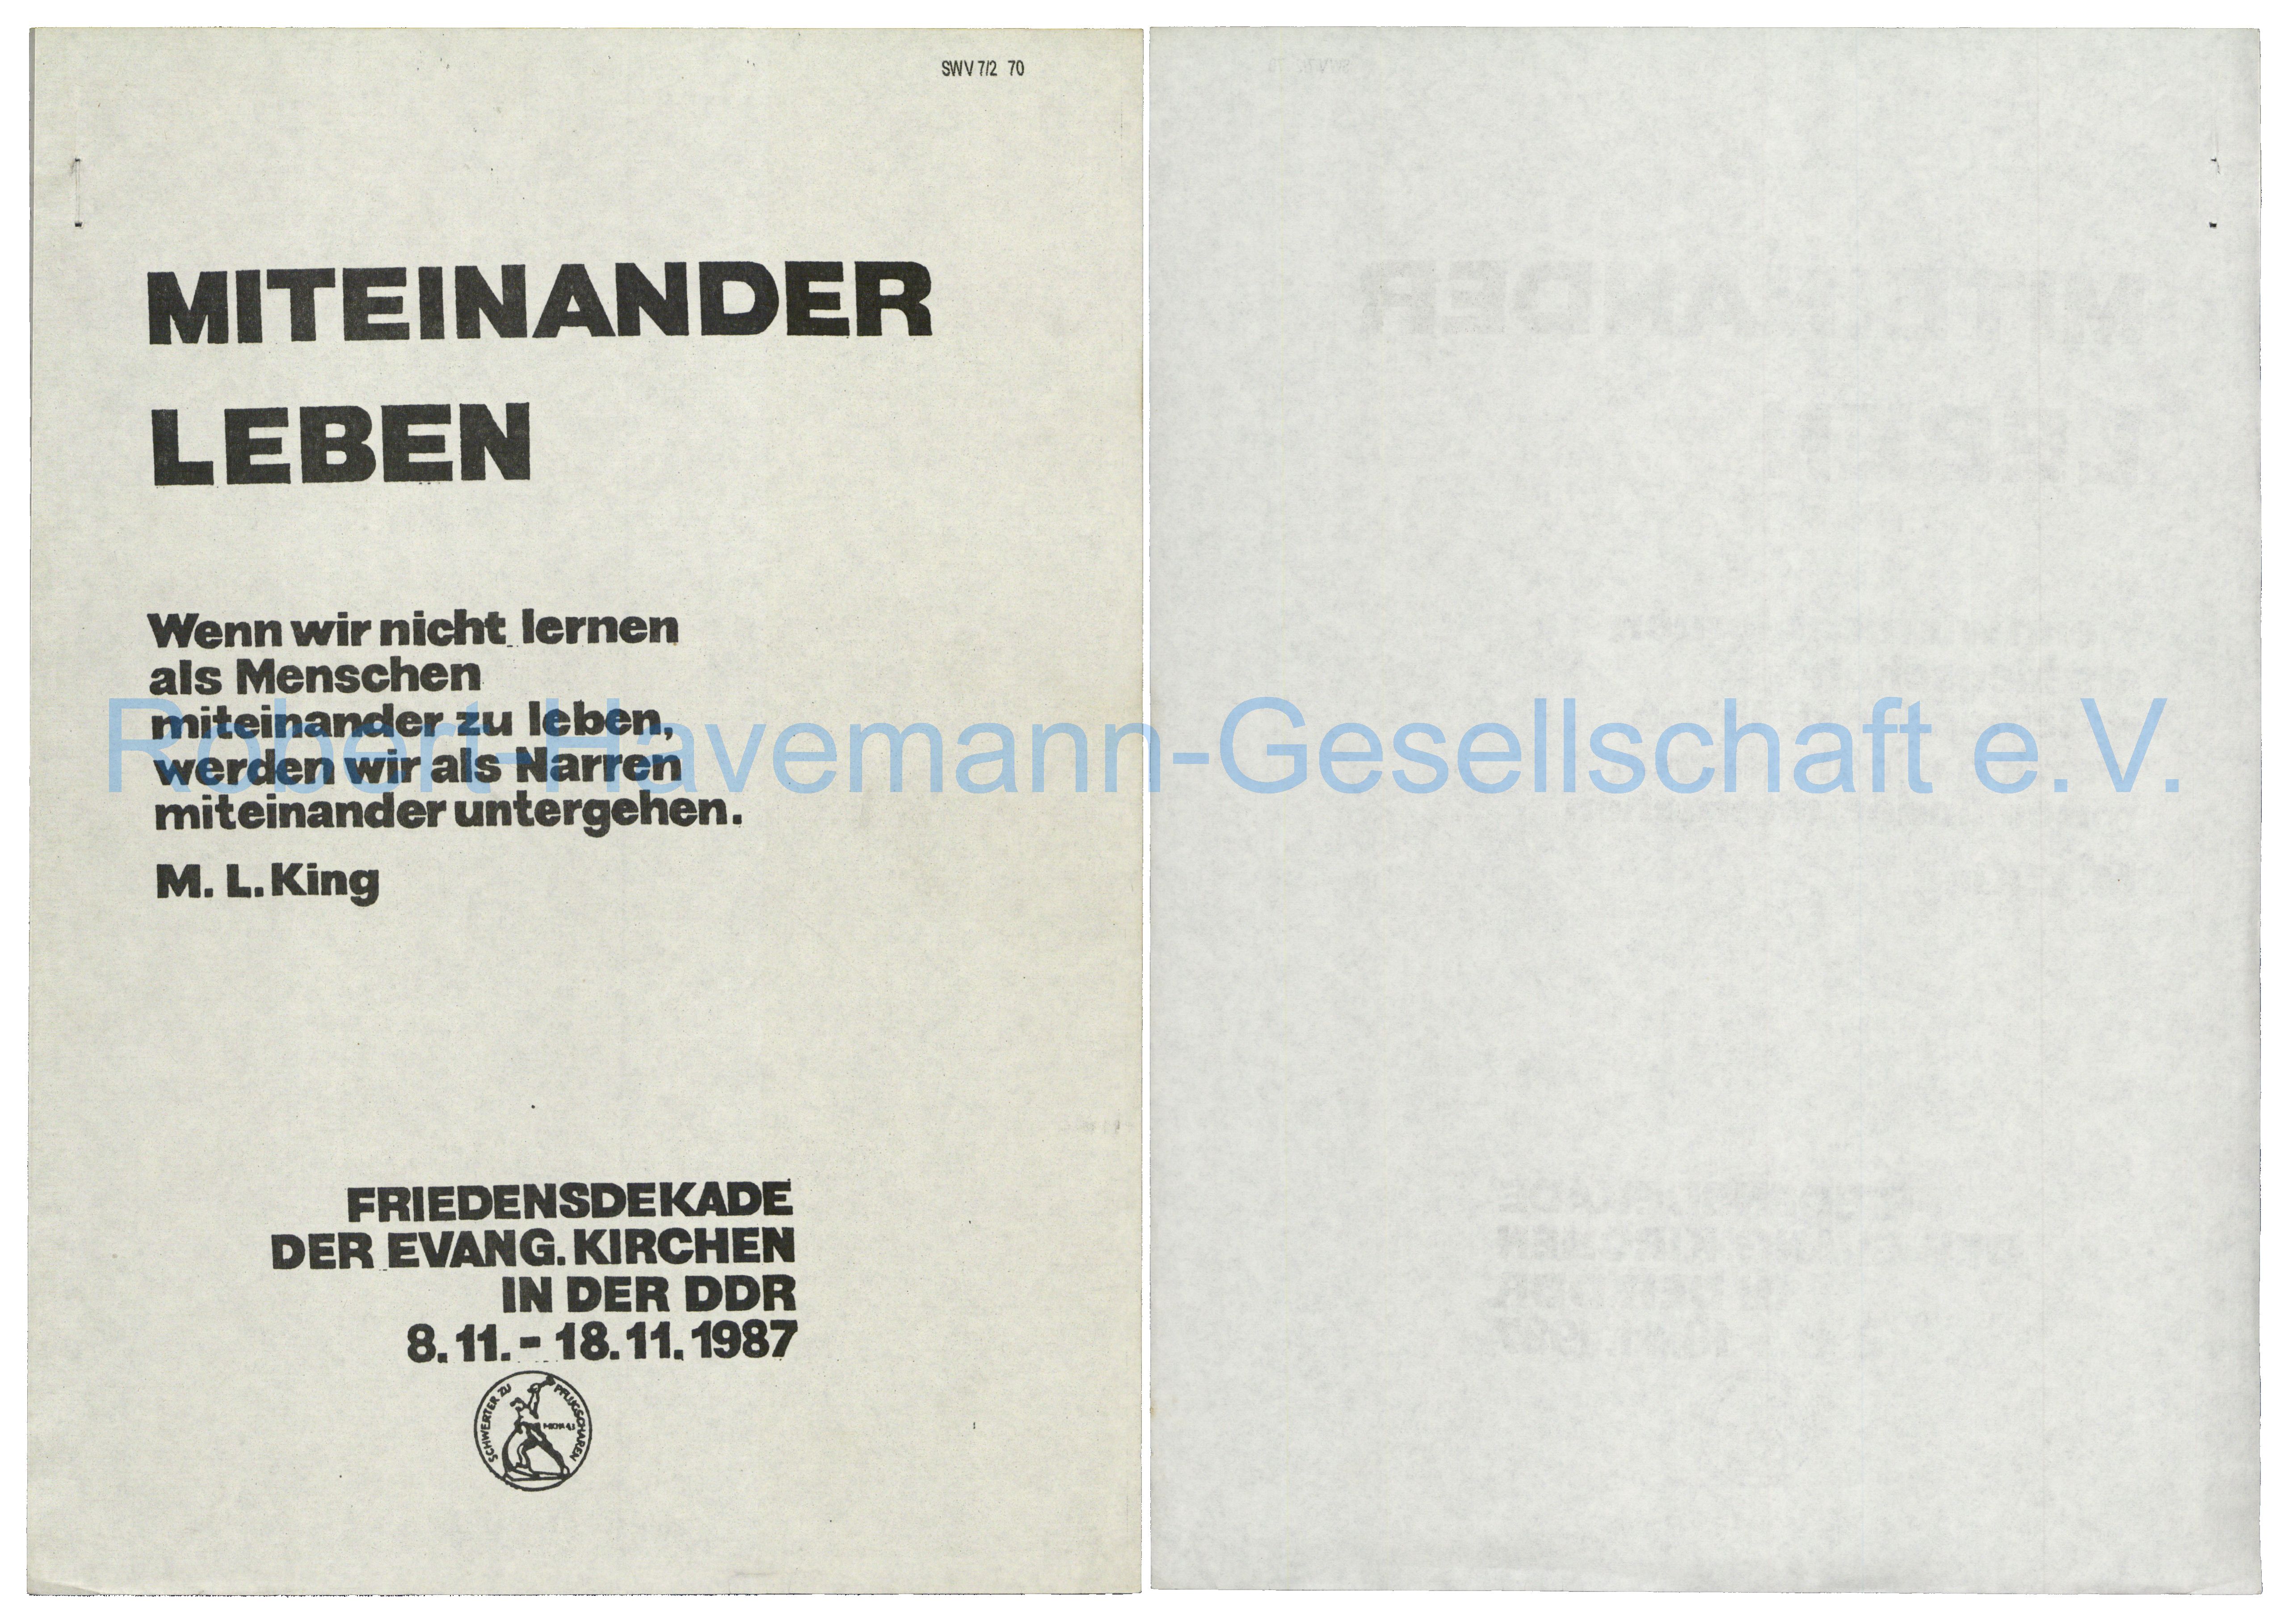 SWV 7/2 70
MITEINANDER
LEBEN
Wenn wir nicht lernen
als Menschen
miteinander zu leben,
werden wir als Narren
miteinander untergehen.
M. L. King
Robert-Havemann-Gesellschaft e.V.
FRIEDENSDEKADE
DER EVANG. KIRCHEN
IN DER DDR
8.11.- 18.11.1987
SCHWERTER ZU PFLUGSCHAREN